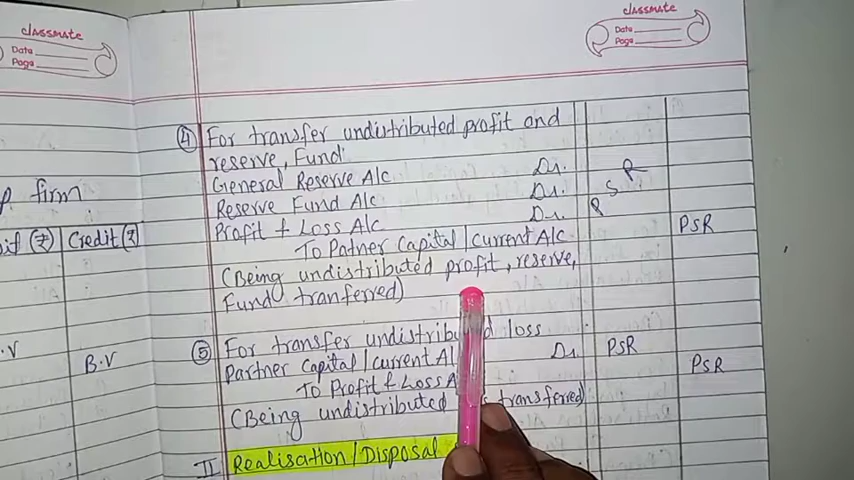 classmate
Date
Page
classmate
Date
Page
p. firm
Credit (₹)
B.V
④ For transfer undistributed profit and
reserve, Fund
General Reserve A/c Dr.
Reserve Fund A/c Dr.
Profit & Loss A/c Dr.
PSR
To Patner Capital / current A/c PSR
(Being undistributed profit, reserve,
Fund tranferred)
⑤ For transfer undistributed loss
Partner Capital / current A/ Dr PSR
To Profit & Loss A PSR
(Being undistributed transferred)
II Realisation / Disposal